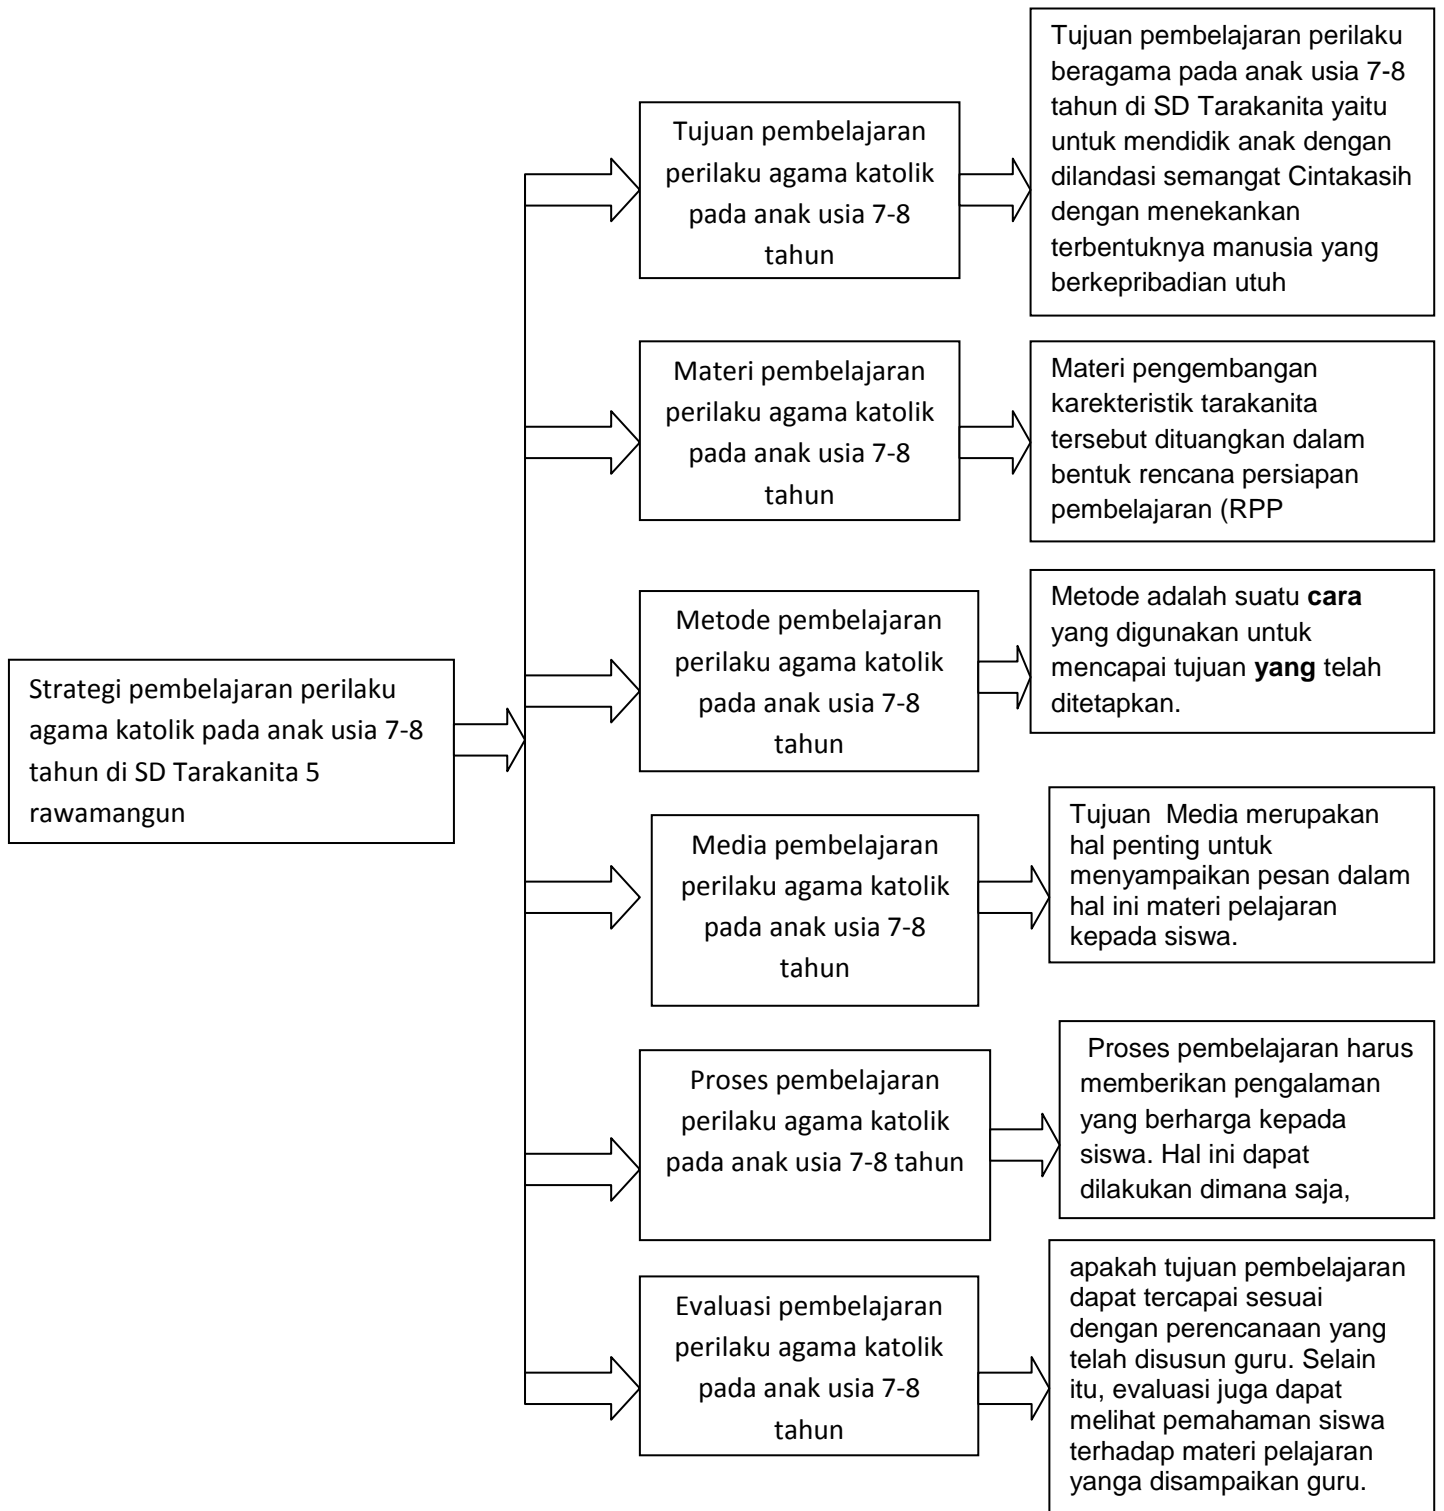 Strategi pembelajaran perilaku
agama katolik pada anak usia 7-8
tahun di SD Tarakanita 5
rawamangun
Tujuan pembelajaran
perilaku agama katolik
pada anak usia 7-8
tahun
Tujuan pembelajaran perilaku
beragama pada anak usia 7-8
tahun di SD Tarakanita yaitu
untuk mendidik anak dengan
dilandasi semangat Cintakasih
dengan menekankan
terbentuknya manusia yang
berkepribadian utuh
Materi pembelajaran
perilaku agama katolik
pada anak usia 7-8
tahun
Materi pengembangan
karekteristik tarakanita
tersebut dituangkan dalam
bentuk rencana persiapan
pembelajaran (RPP
Metode pembelajaran
perilaku agama katolik
pada anak usia 7-8
tahun
Metode adalah suatu cara
yang digunakan untuk
mencapai tujuan yang telah
ditetapkan.
Media pembelajaran
perilaku agama katolik
pada anak usia 7-8
tahun
Tujuan  Media merupakan
hal penting untuk
menyampaikan pesan dalam
hal ini materi pelajaran
kepada siswa.
Proses pembelajaran
perilaku agama katolik
pada anak usia 7-8 tahun
Proses pembelajaran harus
memberikan pengalaman
yang berharga kepada
siswa. Hal ini dapat
dilakukan dimana saja,
Evaluasi pembelajaran
perilaku agama katolik
pada anak usia 7-8
tahun
apakah tujuan pembelajaran
dapat tercapai sesuai
dengan perencanaan yang
telah disusun guru. Selain
itu, evaluasi juga dapat
melihat pemahaman siswa
terhadap materi pelajaran
yanga disampaikan guru.